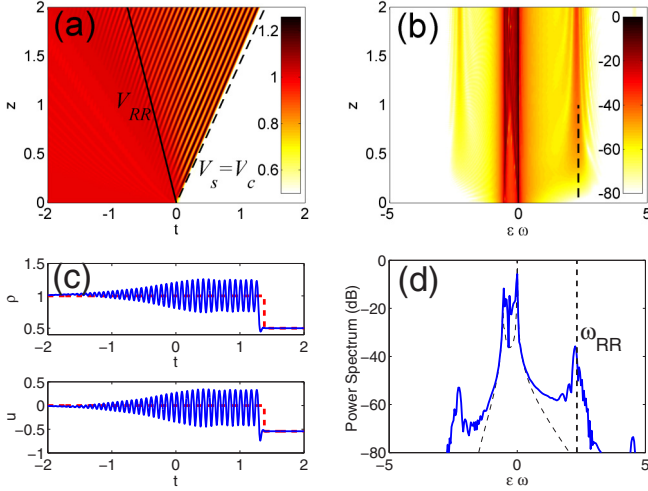 (a)
V_RR
V_s=V_c
z
2
1.5
1
0.5
0
-2 -1 0 1 2
t
1.2
1
0.8
0.6
(b)
z
2
1.5
1
0.5
0
-5 0 5
ε ω
0
-20
-40
-60
-80
(c)
ρ
1.5
1
0.5
−2 −1 0 1 2
t
u
0.5
0
−0.5
−1
−2 −1 0 1 2
t
(d)
ω_RR
Power Spectrum (dB)
0
−20
−40
−60
−80
−5 0 5
ε ω